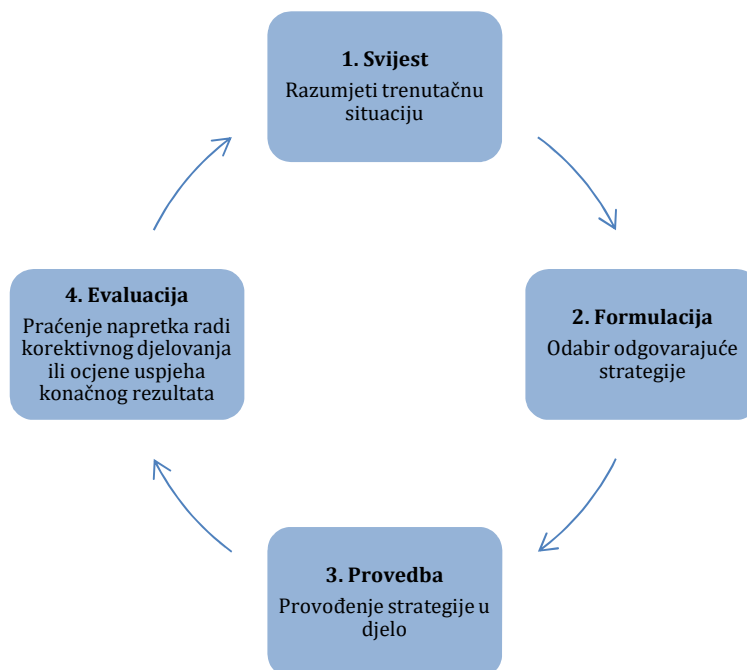 1. Svijest
Razumjeti trenutačnu
situaciju
2. Formulacija
Odabir odgovarajuće
strategije
3. Provedba
Provođenje strategije u
djelo
4. Evaluacija
Praćenje napretka radi
korektivnog djelovanja
ili ocjene uspjeha
konačnog rezultata